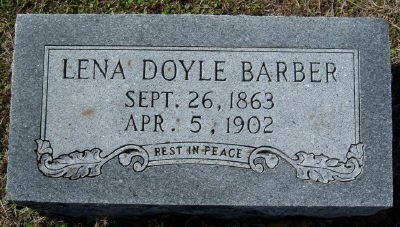 LENA DOYLE BARBER
SEPT. 26, 1863
APR. 5, 1902
REST IN PEACE